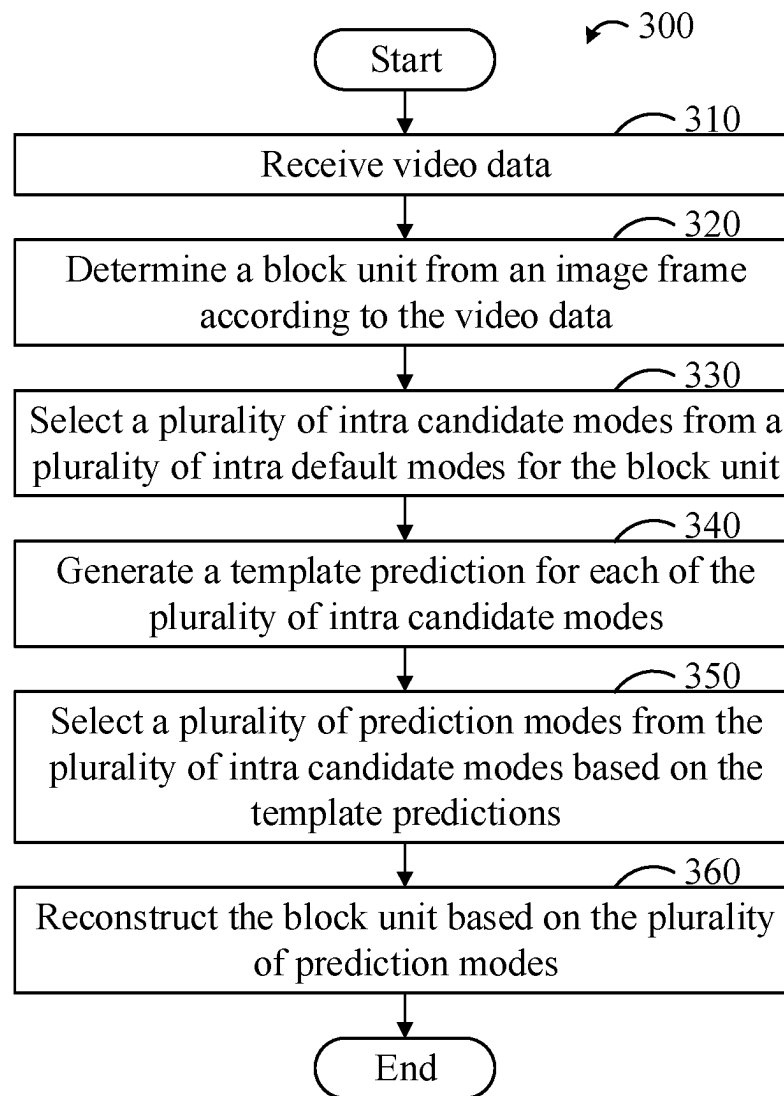 300
Start
310
Receive video data
320
Determine a block unit from an image frame
according to the video data
330
Select a plurality of intra candidate modes from a
plurality of intra default modes for the block unit
340
Generate a template prediction for each of the
plurality of intra candidate modes
350
Select a plurality of prediction modes from the
plurality of intra candidate modes based on the
template predictions
360
Reconstruct the block unit based on the plurality
of prediction modes
End